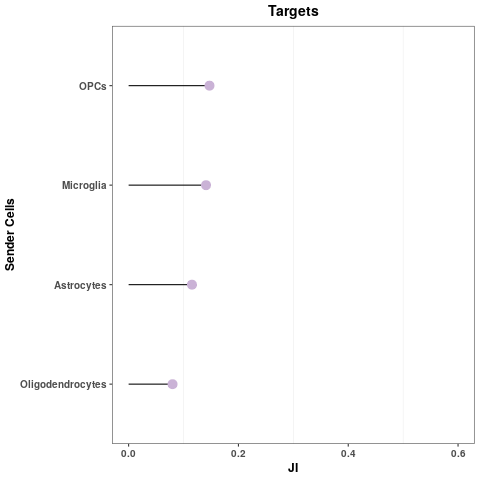 Targets
OPCs
Microglia
Astrocytes
Oligodendrocytes
Sender Cells
0.0 0.2 0.4 0.6
JI